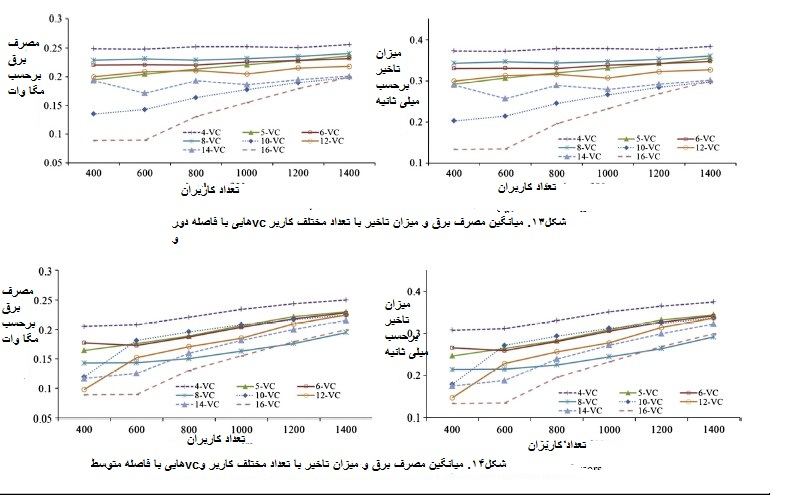 مصرف
برق
برحسب
مگا وات
0.3
0.25
0.2
0.15
0.1
0.05
4-VC 5-VC 6-VC
8-VC 10-VC 12-VC
14-VC 16-VC
400 600 800 1000 1200 1400
تعداد کاربران
میزان
تاخیر
برحسب
میلی ثانیه
0.4
0.3
0.2
0.1
4-VC 5-VC 6-VC
8-VC 10-VC 12-VC
14-VC 16-VC
400 600 800 1000 1200 1400
تعداد کاربران
شکل۱۳. میانگین مصرف برق و میزان تاخیر با تعداد مختلف کاربر vcهایی با فاصله دور
و
مصرف
برق
برحسب
مگا وات
0.3
0.25
0.2
0.15
0.1
0.05
4-VC 5-VC 6-VC
8-VC 10-VC 12-VC
14-VC 16-VC
400 600 800 1000 1200 1400
تعداد کاربران
میزان
تاخیر
برحسب
میلی ثانیه
0.4
0.3
0.2
0.1
4-VC 5-VC 6-VC
8-VC 10-VC 12-VC
14-VC 16-VC
400 600 800 1000 1200 1400
تعداد کاربران
شکل۱۴. میانگین مصرف برق و میزان تاخیر با تعداد مختلف کاربر وvcهایی با فاصله متوسط